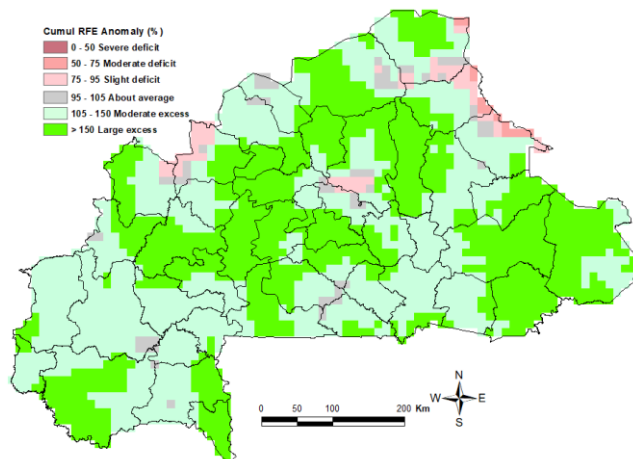 Cumul RFE Anomaly (%)
0 - 50 Severe deficit
50 - 75 Moderate deficit
75 - 95 Slight deficit
95 - 105 About average
105 - 150 Moderate excess
> 150 Large excess
N
W E
S
0 50 100 200 Km